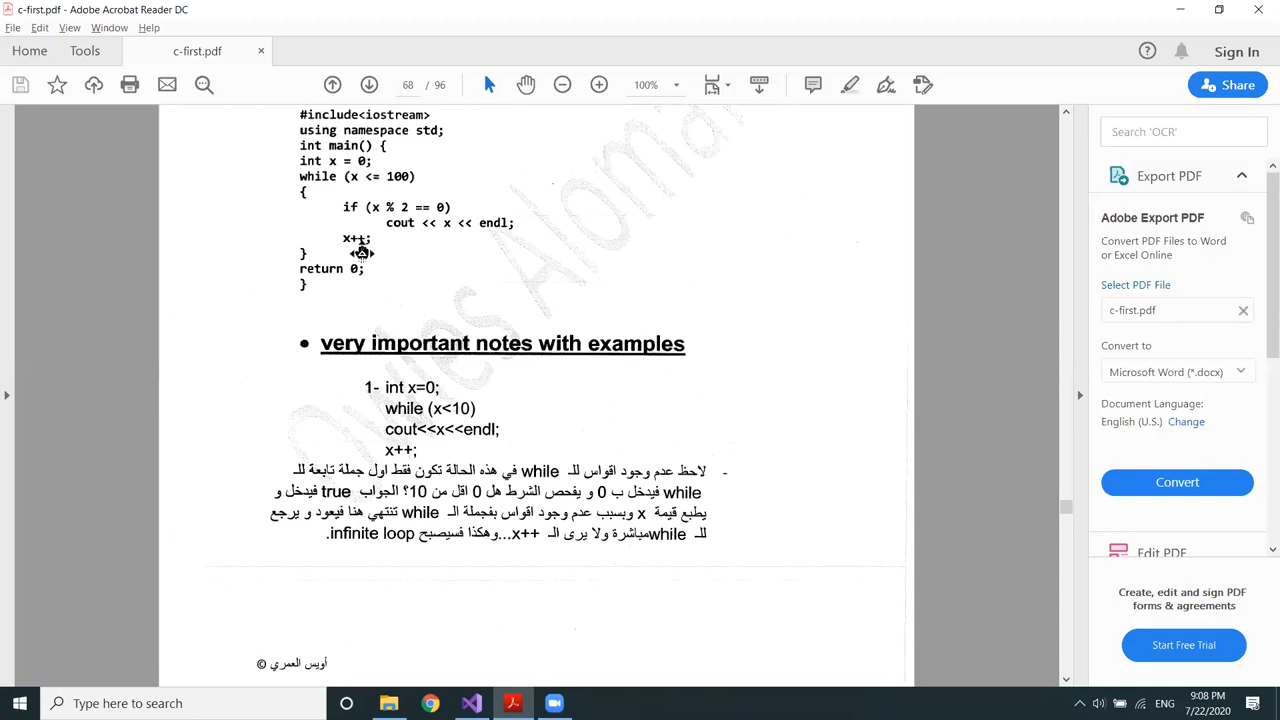 c-first.pdf - Adobe Acrobat Reader DC
File Edit View Window Help
Home Tools c-first.pdf × Sign In
68 / 96 100% Share
#include<iostream>
using namespace std;
int main() {
int x = 0;
while (x <= 100)
{
if (x % 2 == 0)
cout << x << endl;
x++;
}
return 0;
}
• very important notes with examples
1- int x=0;
while (x<10)
cout<<x<<endl;
x++;
- لاحظ عدم وجود اقواس للـ while في هذه الحالة تكون فقط اول جملة تابعة للـ
while فيدخل ب 0 و يفحص الشرط هل 0 اقل من 10؟ الجواب true فيدخل و
يطبع قيمة x وبسبب عدم وجود اقواس بفجملة الـ while تنتهي هنا فيعود و يرجع
للـ whileمباشرة ولا يرى الـ x++...وهكذا فسيصبح infinite loop.
أويس العمري ©
Owies Alomari
Search 'OCR'
Export PDF
Adobe Export PDF
Convert PDF Files to Word
or Excel Online
Select PDF File
c-first.pdf
Convert to
Microsoft Word (*.docx)
Document Language:
English (U.S.) Change
Convert
Edit PDF
Create, edit and sign PDF
forms & agreements
Start Free Trial
Type here to search
ENG
9:08 PM
7/22/2020